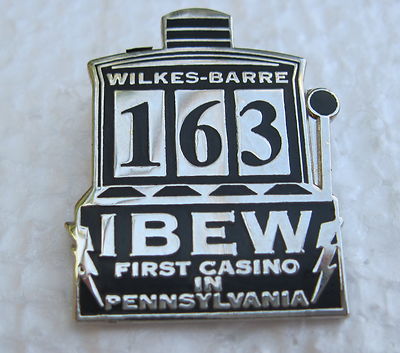 WILKES-BARRE
163
IBEW
FIRST CASINO
IN
PENNSYLVANIA